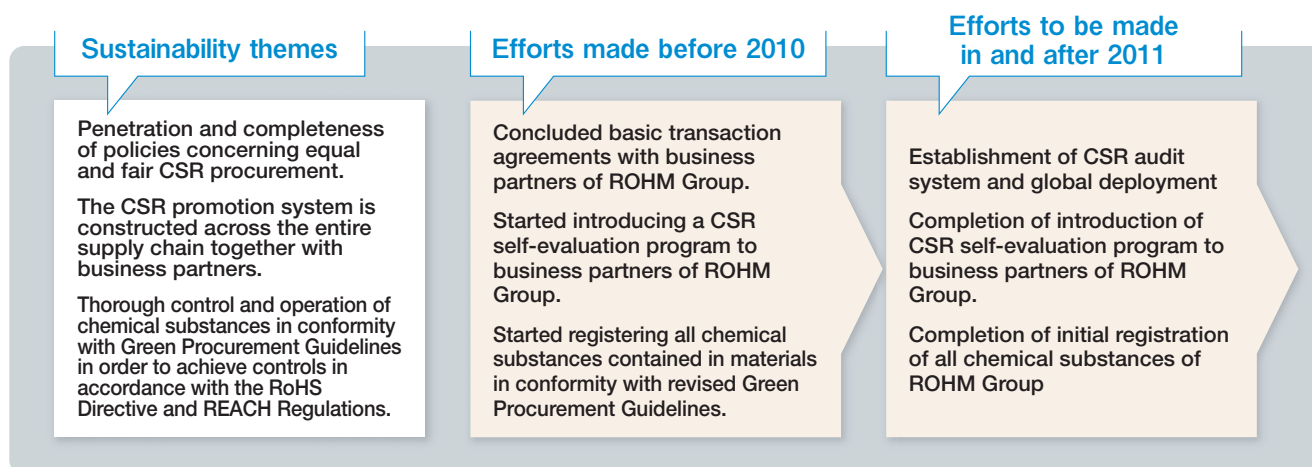 Sustainability themes
Penetration and completeness
of policies concerning equal
and fair CSR procurement.
The CSR promotion system is
constructed across the entire
supply chain together with
business partners.
Thorough control and operation of
chemical substances in conformity
with Green Procurement Guidelines
in order to achieve controls in
accordance with the RoHS
Directive and REACH Regulations.
Efforts made before 2010
Concluded basic transaction
agreements with business
partners of ROHM Group.
Started introducing a CSR
self-evaluation program to
business partners of ROHM
Group.
Started registering all chemical
substances contained in materials
in conformity with revised Green
Procurement Guidelines.
Efforts to be made
in and after 2011
Establishment of CSR audit
system and global deployment
Completion of introduction of
CSR self-evaluation program to
business partners of ROHM
Group.
Completion of initial registration
of all chemical substances of
ROHM Group